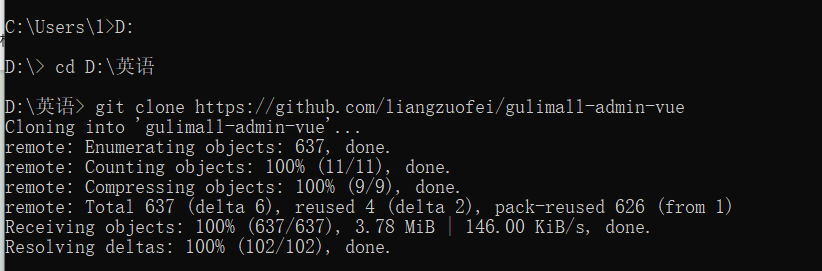 C:\Users\l>D:
D:\> cd D:\英语
D:\英语> git clone https://github.com/liangzuofei/gulimall-admin-vue
Cloning into 'gulimall-admin-vue'...
remote: Enumerating objects: 637, done.
remote: Counting objects: 100% (11/11), done.
remote: Compressing objects: 100% (9/9), done.
remote: Total 637 (delta 6), reused 4 (delta 2), pack-reused 626 (from 1)
Receiving objects: 100% (637/637), 3.78 MiB | 146.00 KiB/s, done.
Resolving deltas: 100% (102/102), done.